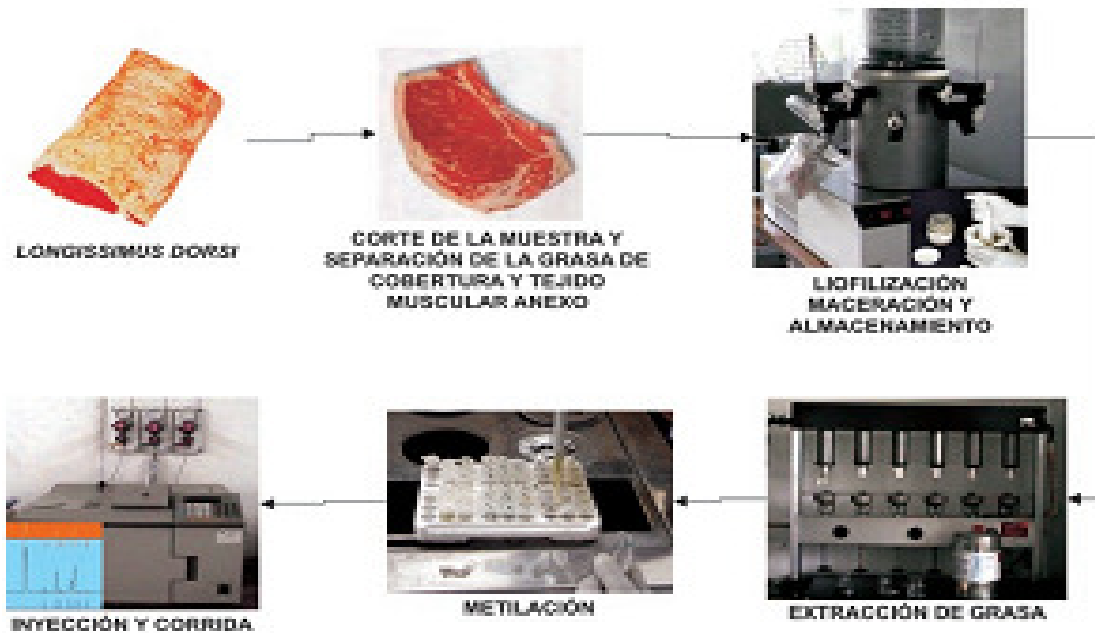 LONGISSIMUS DORSI
CORTE DE LA MUESTRA Y
SEPARACIÓN DE LA GRASA DE
COBERTURA Y TEJIDO
MUSCULAR ANEXO
LIOFILIZACIÓN
MACERACIÓN Y
ALMACENAMIENTO
EXTRACCIÓN DE GRASA
METILACIÓN
INYECCIÓN Y CORRIDA